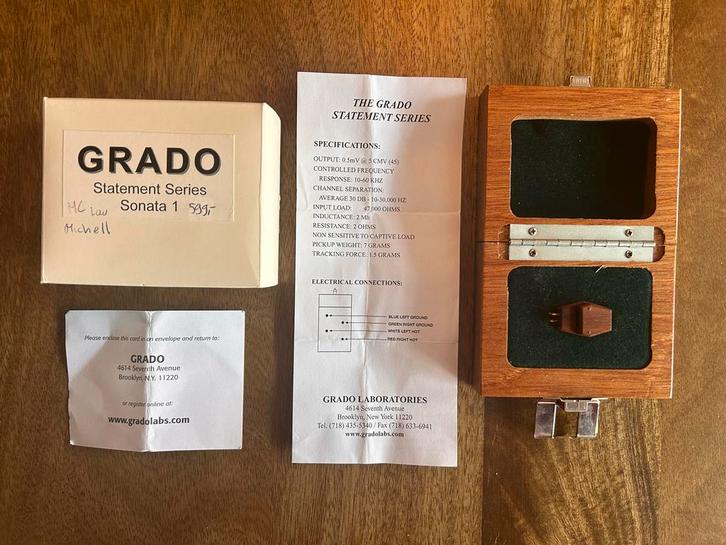 GRADO
Statement Series
Sonata 1 599,-
MC Lau
Michell
Please enclose this card in an envelope and return to:
GRADO
4614 Seventh Avenue
Brooklyn, N.Y. 11220
or register online at:
www.gradolabs.com
THE GRADO
STATEMENT SERIES
SPECIFICATIONS:
OUTPUT: 0.5mV @ 5 CMV (45)
CONTROLLED FREQUENCY
RESPONSE: 10-60 KHZ
CHANNEL SEPARATION:
AVERAGE 30 DB - 10-30,000 HZ
INPUT LOAD: 47,000 OHMS
INDUCTANCE: 2 Mh
RESISTANCE: 2 OHMS
NON SENSITIVE TO CAPTIVE LOAD
PICKUP WEIGHT: 7 GRAMS
TRACKING FORCE: 1.5 GRAMS
ELECTRICAL CONNECTIONS:
A
BLUE LEFT GROUND
GREEN RIGHT GROUND
WHITE LEFT HOT
RED RIGHT HOT
GRADO LABORATORIES
4614 Seventh Avenue
Brooklyn, New York 11220
Tel. (718) 435-5340 / Fax (718) 633-6941
www.gradolabs.com